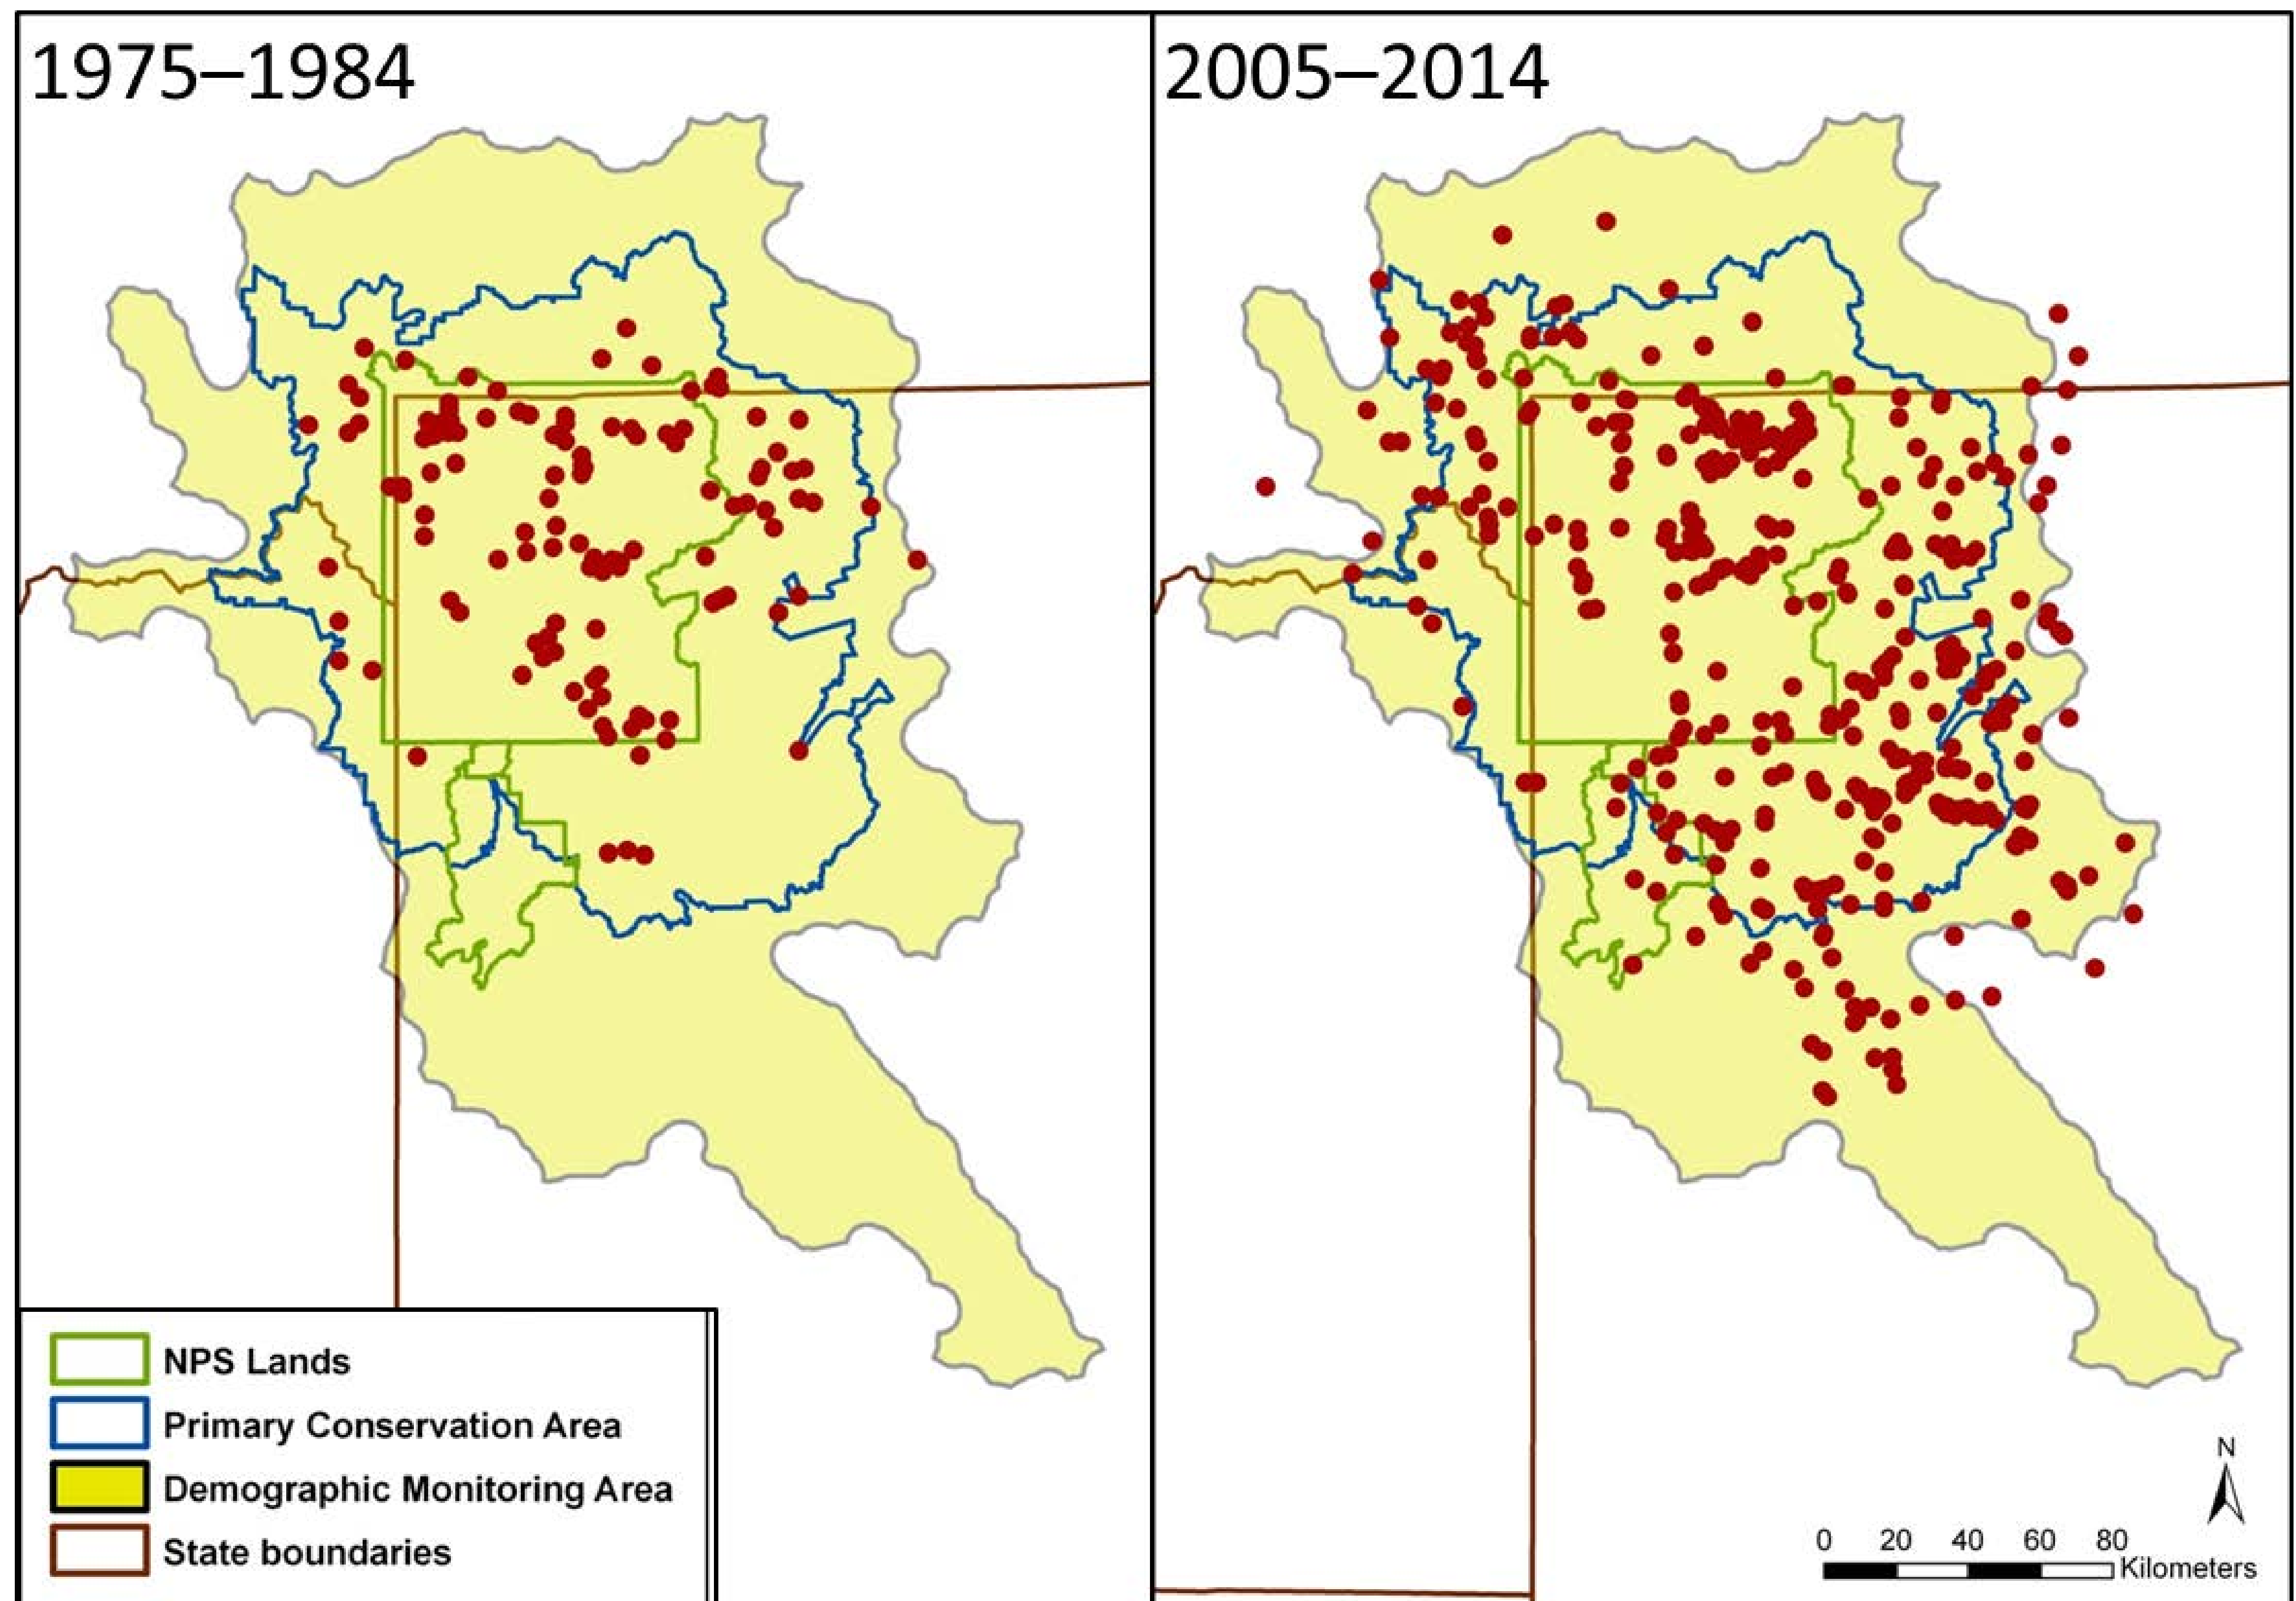 1975–1984
2005–2014
NPS Lands
Primary Conservation Area
Demographic Monitoring Area
State boundaries
N
0 20 40 60 80
Kilometers